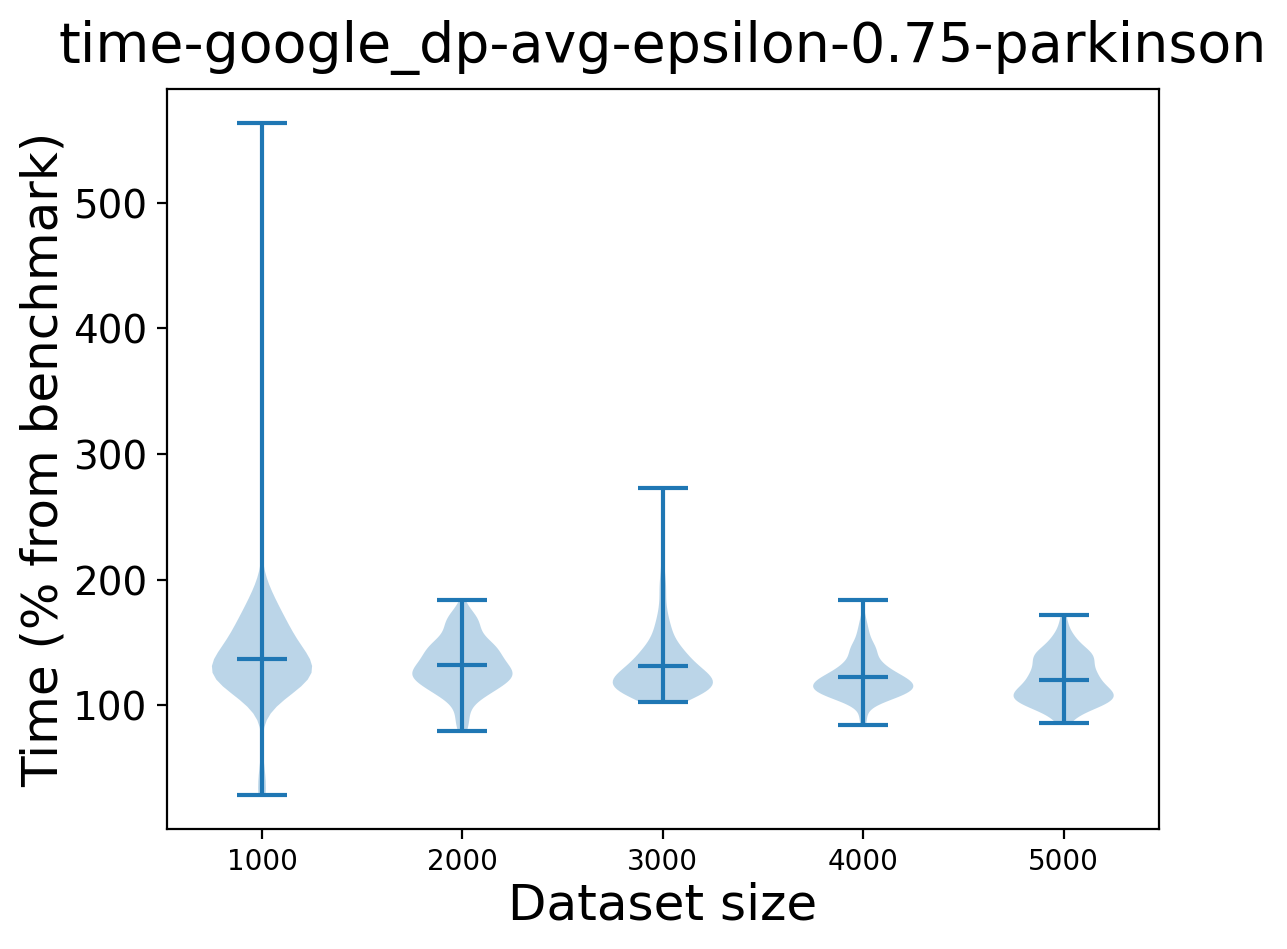 time-google_dp-avg-epsilon-0.75-parkinson
Time (% from benchmark)
500
400
300
200
100
1000 2000 3000 4000 5000
Dataset size